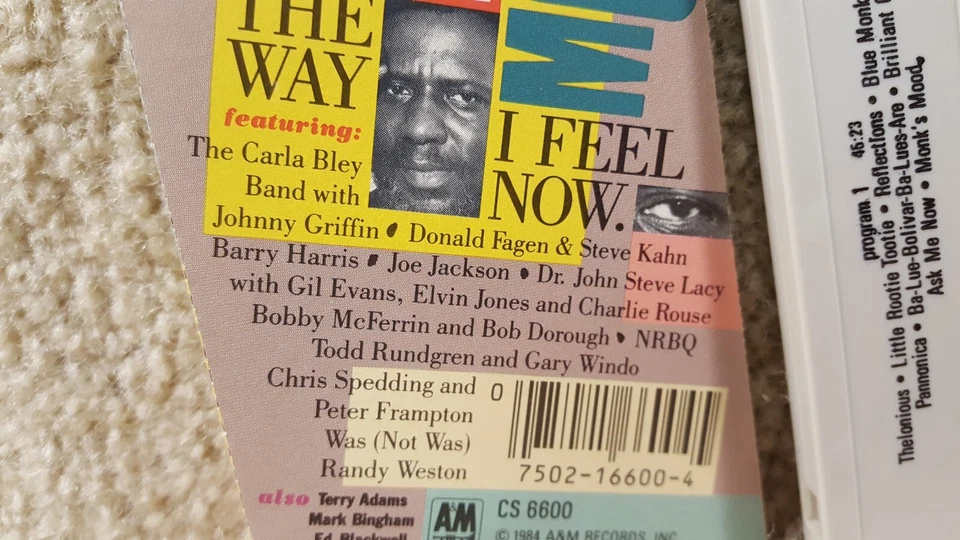 THE
WAY
I FEEL
NOW.
featuring:
The Carla Bley
Band with
Johnny Griffin • Donald Fagen & Steve Kahn
Barry Harris • Joe Jackson • Dr. John Steve Lacy
with Gil Evans, Elvin Jones and Charlie Rouse
Bobby McFerrin and Bob Dorough • NRBQ
Todd Rundgren and Gary Windo
Chris Spedding and
Peter Frampton
Was (Not Was)
Randy Weston
0
7502-16600-4
also Terry Adams
Mark Bingham
Ed Blackwell
A&M
CS 6600
© 1984 A&M RECORDS, INC.
program 1 46:23
Thelonious • Little Rootie Tootie • Reflections • Blue Monk
Pannonica • Ba-Lue-Bolivar-Ba-Lues-Are • Brilliant
Ask Me Now • Monk's Mood